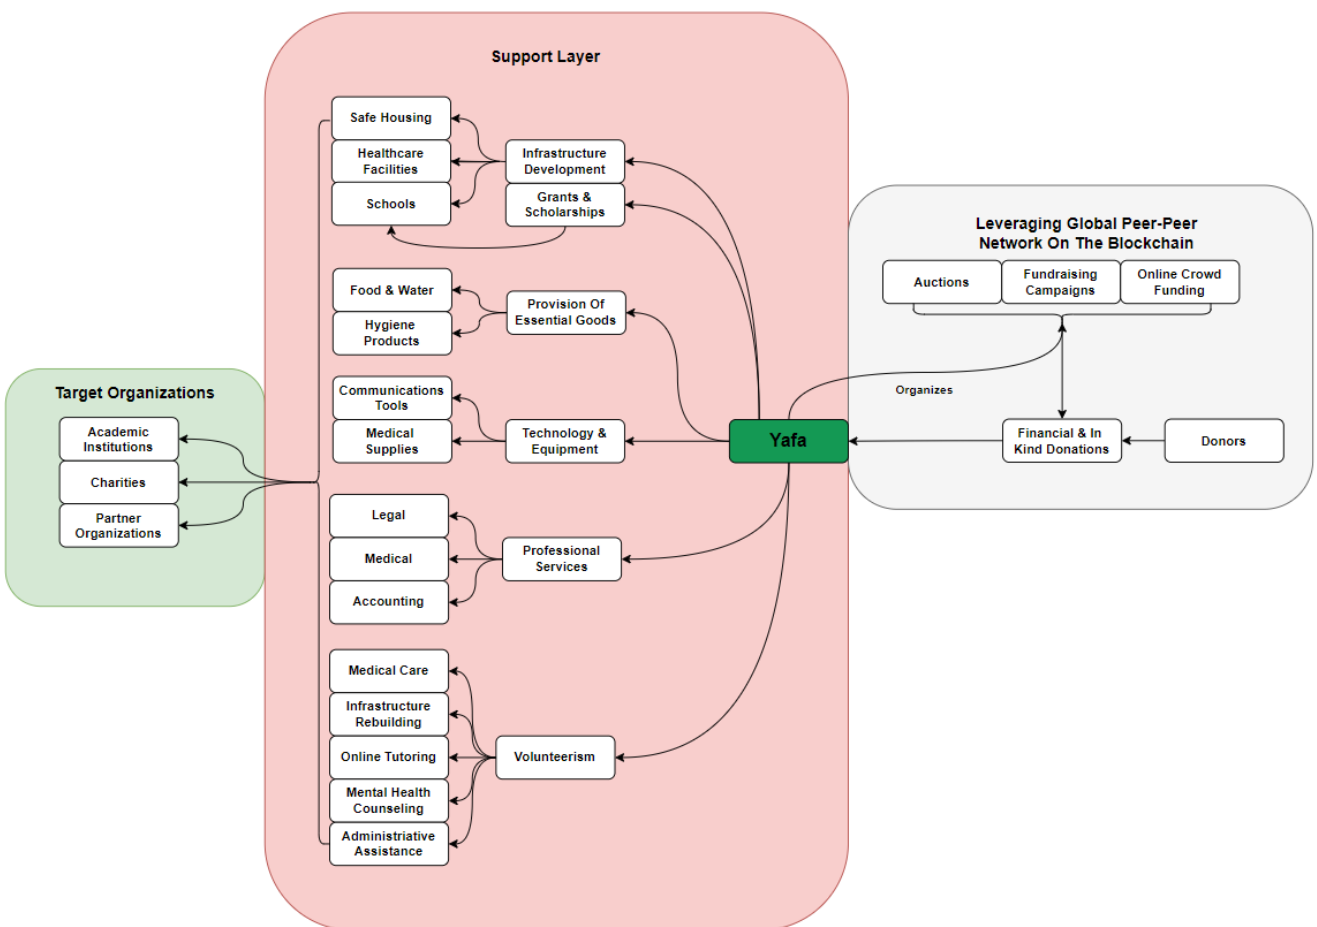 Support Layer
Safe Housing
Healthcare
Facilities
Schools
Infrastructure
Development
Grants &
Scholarships
Food & Water
Hygiene
Products
Provision Of
Essential Goods
Communications
Tools
Medical
Supplies
Technology &
Equipment
Legal
Medical
Accounting
Professional
Services
Medical Care
Infrastructure
Rebuilding
Online Tutoring
Mental Health
Counseling
Administriative
Assistance
Volunteerism
Target Organizations
Academic
Institutions
Charities
Partner
Organizations
Yafa
Leveraging Global Peer-Peer
Network On The Blockchain
Auctions
Fundraising
Campaigns
Online Crowd
Funding
Organizes
Financial & In
Kind Donations
Donors